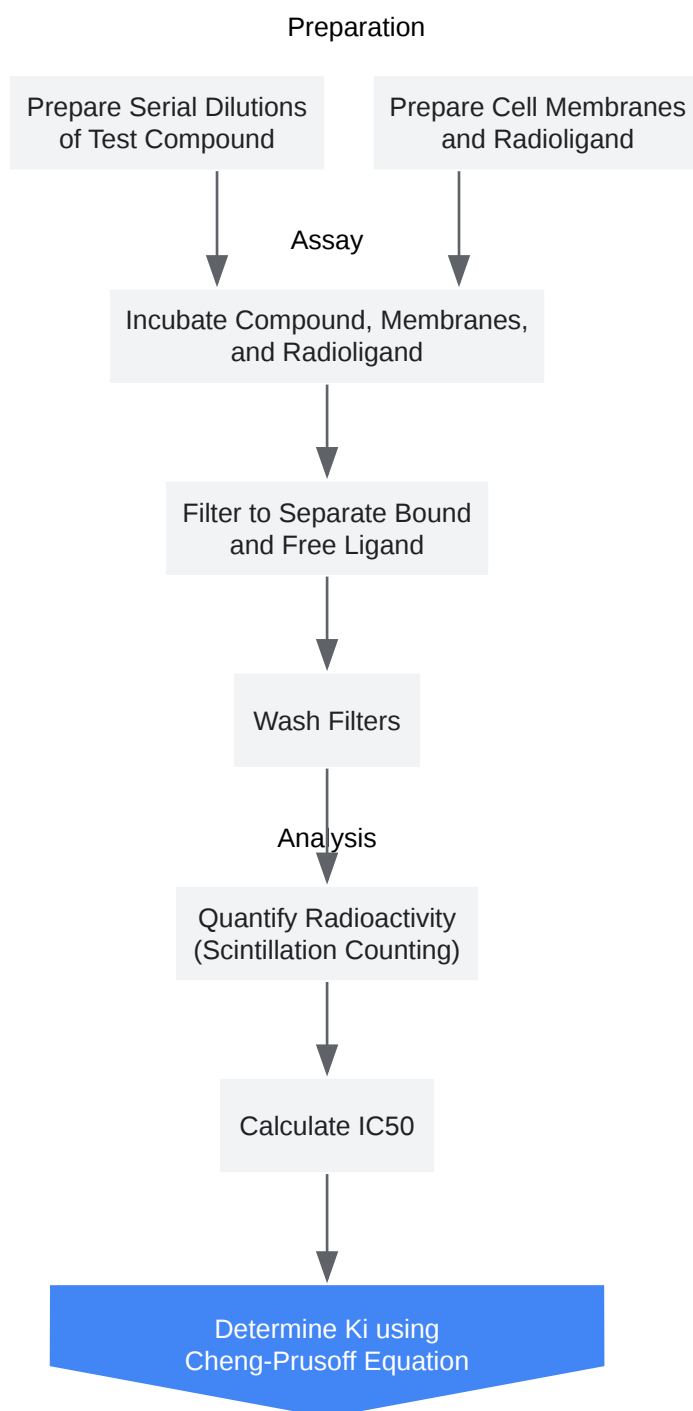 Preparation
Prepare Serial Dilutions
of Test Compound
Prepare Cell Membranes
and Radioligand
Assay
Incubate Compound, Membranes,
and Radioligand
Filter to Separate Bound
and Free Ligand
Wash Filters
Analysis
Quantify Radioactivity
(Scintillation Counting)
Calculate IC50
Determine Ki using
Cheng-Prusoff Equation